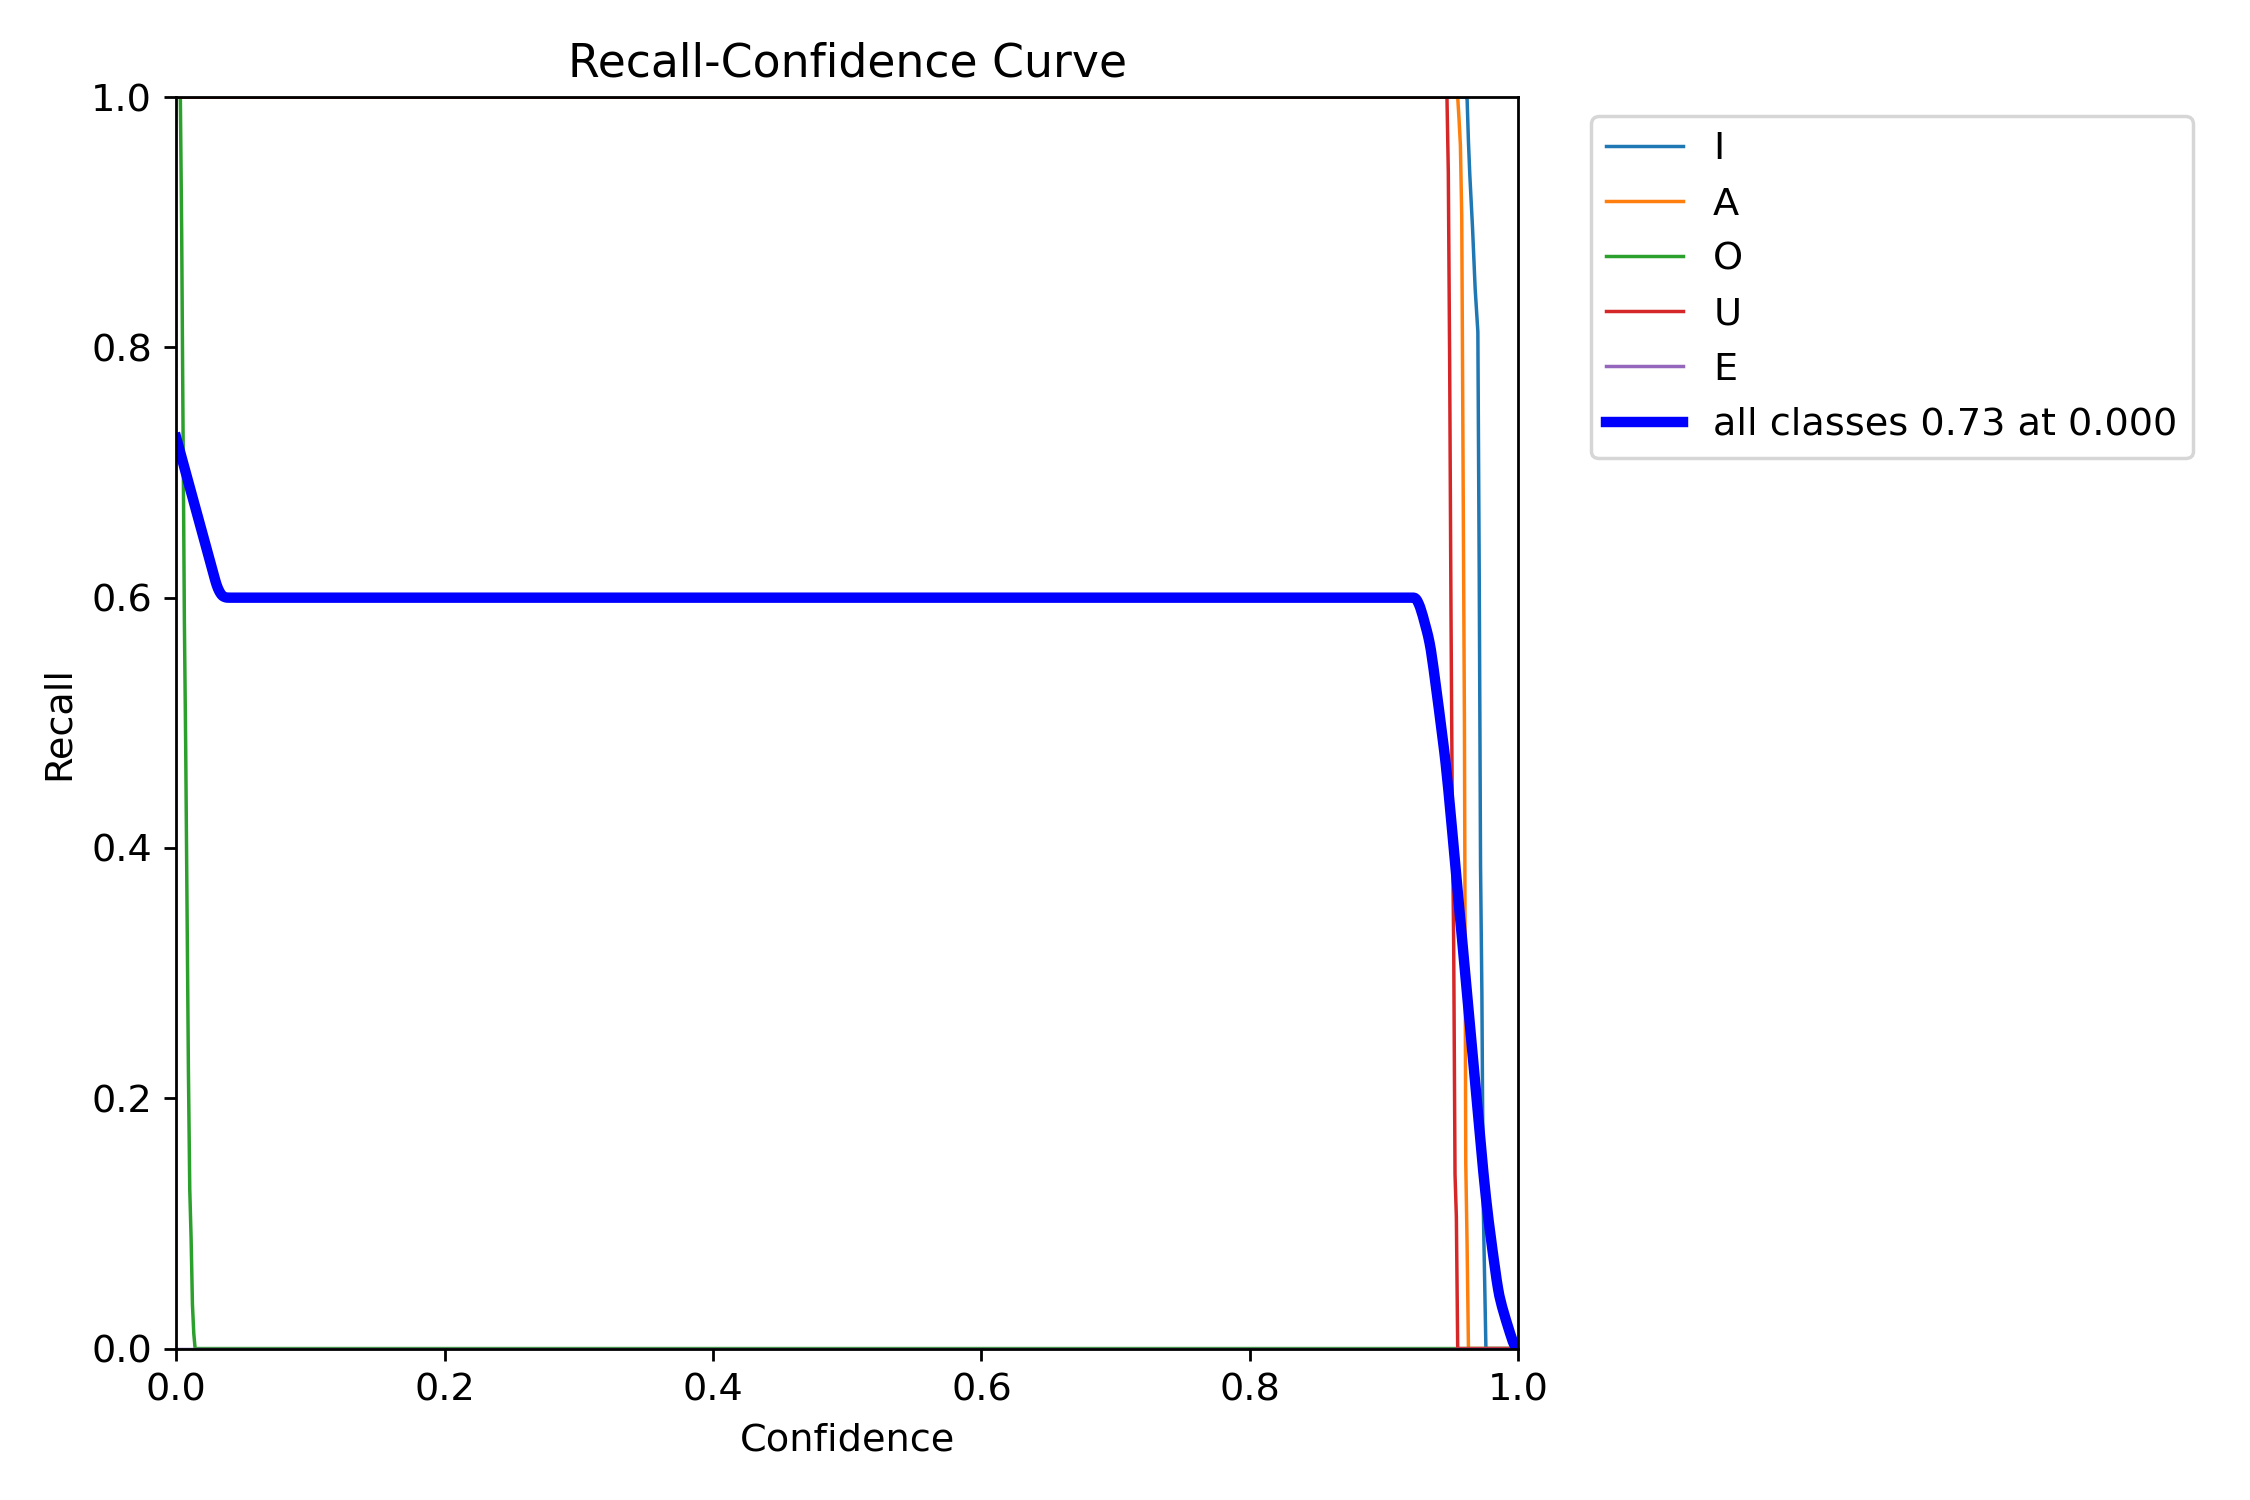 Recall-Confidence Curve
1.0
0.8
0.6
0.4
0.2
0.0
Recall
0.0 0.2 0.4 0.6 0.8 1.0
Confidence
I
A
O
U
E
all classes 0.73 at 0.000